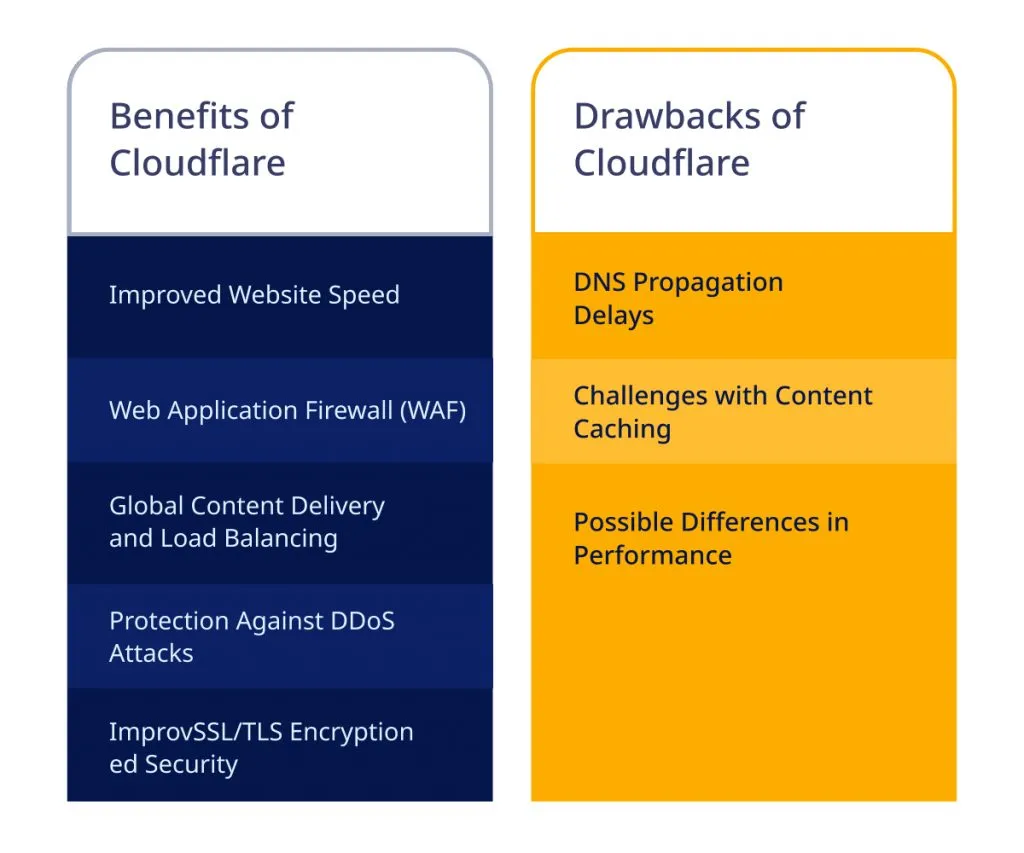 Benefits of
Cloudflare
Improved Website Speed
Web Application Firewall (WAF)
Global Content Delivery
and Load Balancing
Protection Against DDoS
Attacks
ImprovSSL/TLS Encryption
ed Security
Drawbacks of
Cloudflare
DNS Propagation
Delays
Challenges with Content
Caching
Possible Differences in
Performance